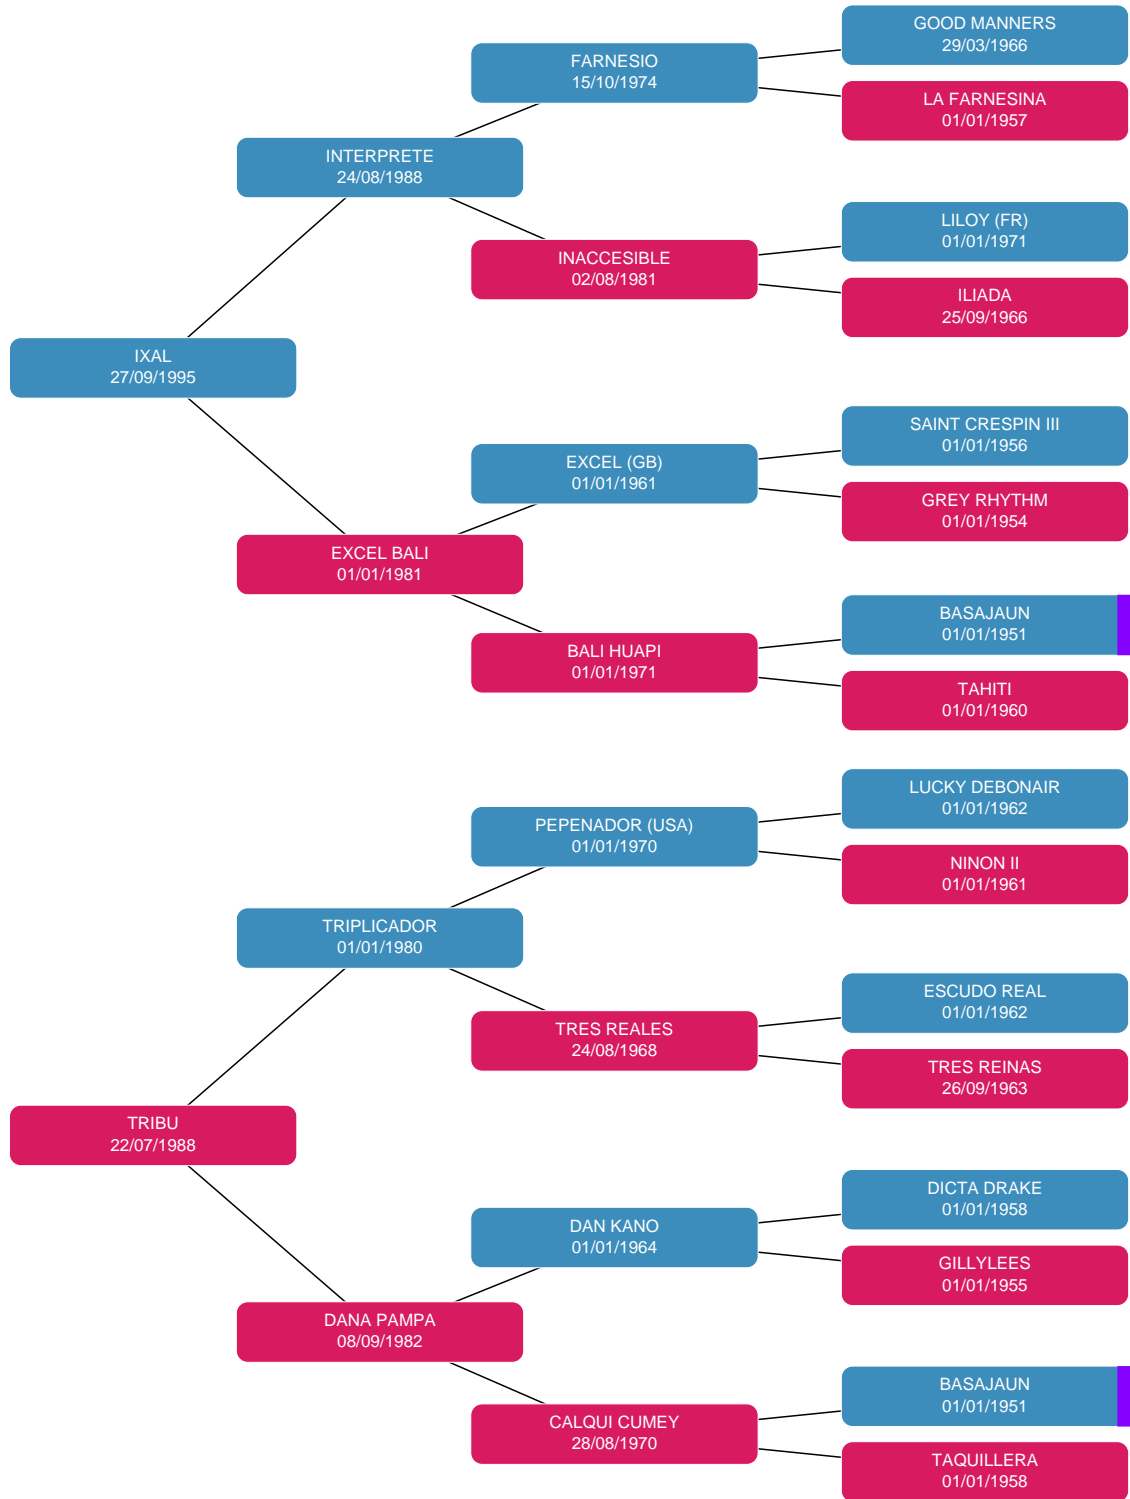 GOOD MANNERS
29/03/1966
FARNESIO
15/10/1974
LA FARNESINA
01/01/1957
INTERPRETE
24/08/1988
LILOY (FR)
01/01/1971
INACCESIBLE
02/08/1981
ILIADA
25/09/1966
IXAL
27/09/1995
SAINT CRESPIN III
01/01/1956
EXCEL (GB)
01/01/1961
GREY RHYTHM
01/01/1954
EXCEL BALI
01/01/1981
BASAJAUN
01/01/1951
BALI HUAPI
01/01/1971
TAHITI
01/01/1960
LUCKY DEBONAIR
01/01/1962
PEPENADOR (USA)
01/01/1970
NINON II
01/01/1961
TRIPLICADOR
01/01/1980
ESCUDO REAL
01/01/1962
TRES REALES
24/08/1968
TRES REINAS
26/09/1963
TRIBU
22/07/1988
DICTA DRAKE
01/01/1958
DAN KANO
01/01/1964
GILLYLEES
01/01/1955
DANA PAMPA
08/09/1982
BASAJAUN
01/01/1951
CALQUI CUMEY
28/08/1970
TAQUILLERA
01/01/1958